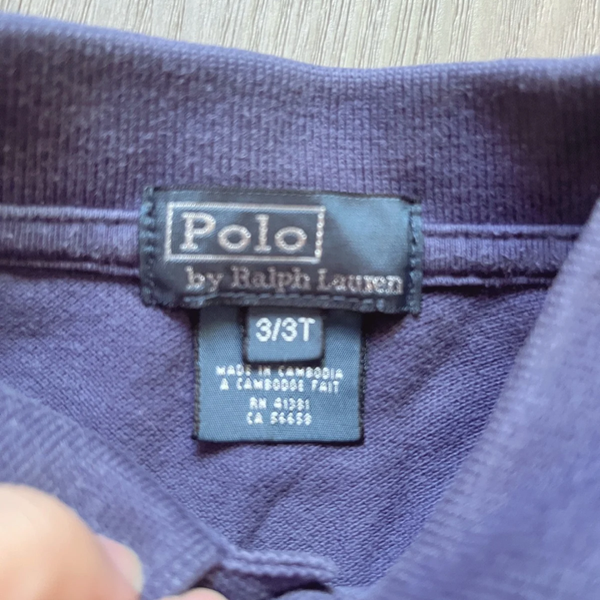 Polo
by Ralph Lauren
3/3T
MADE IN CAMBODIA
A CAMBODGE FAIT
RN 41381
CA 56658